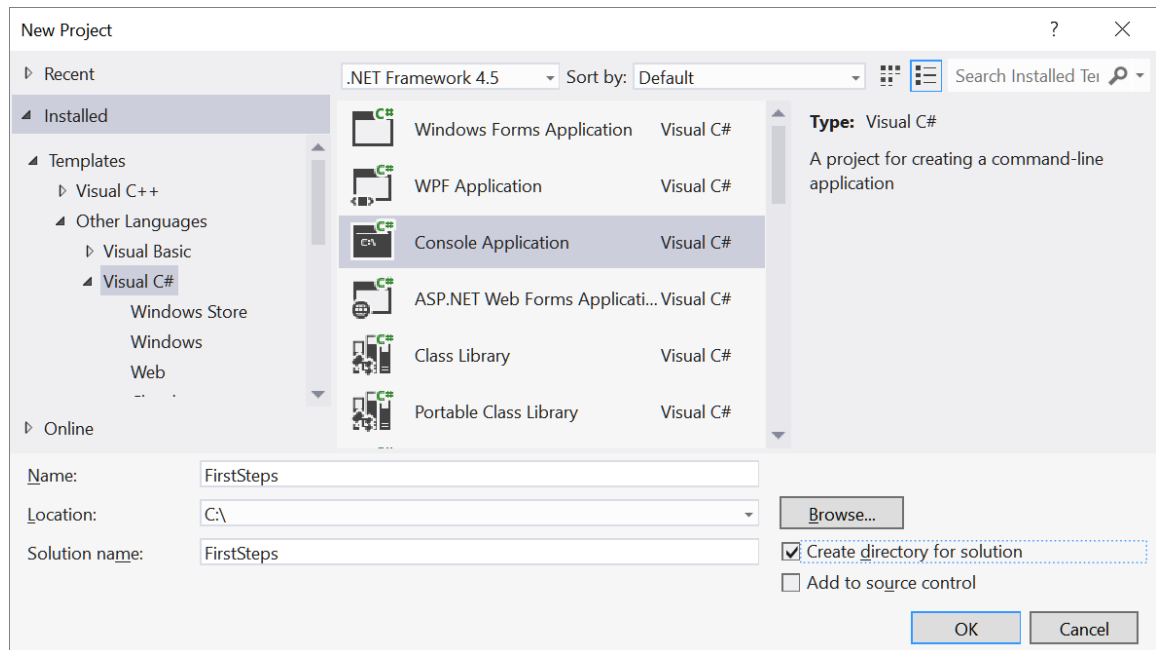 New Project
?
Recent
.NET Framework 4.5
Sort by: Default
Search Installed Te
Installed
Templates
Visual C++
Other Languages
Visual Basic
Visual C#
Windows Store
Windows
Web
Online
C#
Windows Forms Application Visual C#
C#
WPF Application Visual C#
C#
C:\
Console Application Visual C#
C#
ASP.NET Web Forms Applicati... Visual C#
C#
Class Library Visual C#
C#
Portable Class Library Visual C#
Type: Visual C#
A project for creating a command-line
application
Name: FirstSteps
Location: C:\
Browse...
Solution name: FirstSteps
Create directory for solution
Add to source control
OK
Cancel